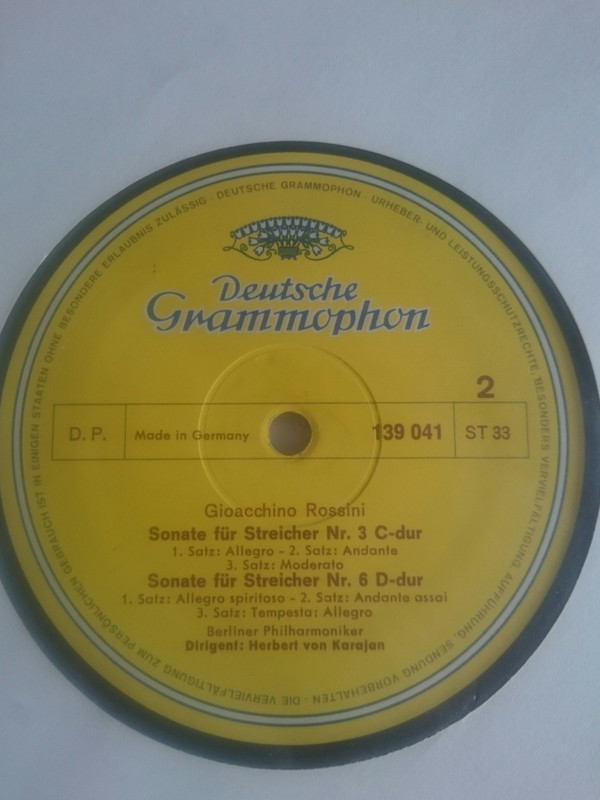 DEUTSCHE GRAMMOPHON · URHEBER- UND LEISTUNGSSCHUTZRECHTE, BESONDERS VERVIELFÄLTIGUNG, AUFFÜHRUNG, SENDUNG VORBEHALTEN · DIE VERVIELFÄLTIGUNG ZUM PERSÖNLICHEN GEBRAUCH IST IN EINIGEN STAATEN OHNE BESONDERE ERLAUBNIS ZULÄSSIG ·
Deutsche
Grammophon
2
D. P. Made in Germany 139 041 ST 33
Gioacchino Rossini
Sonate für Streicher Nr. 3 C-dur
1. Satz: Allegro - 2. Satz: Andante
3. Satz: Moderato
Sonate für Streicher Nr. 6 D-dur
1. Satz: Allegro spiritoso - 2. Satz: Andante assai
3. Satz: Tempesta: Allegro
Berliner Philharmoniker
Dirigent: Herbert von Karajan